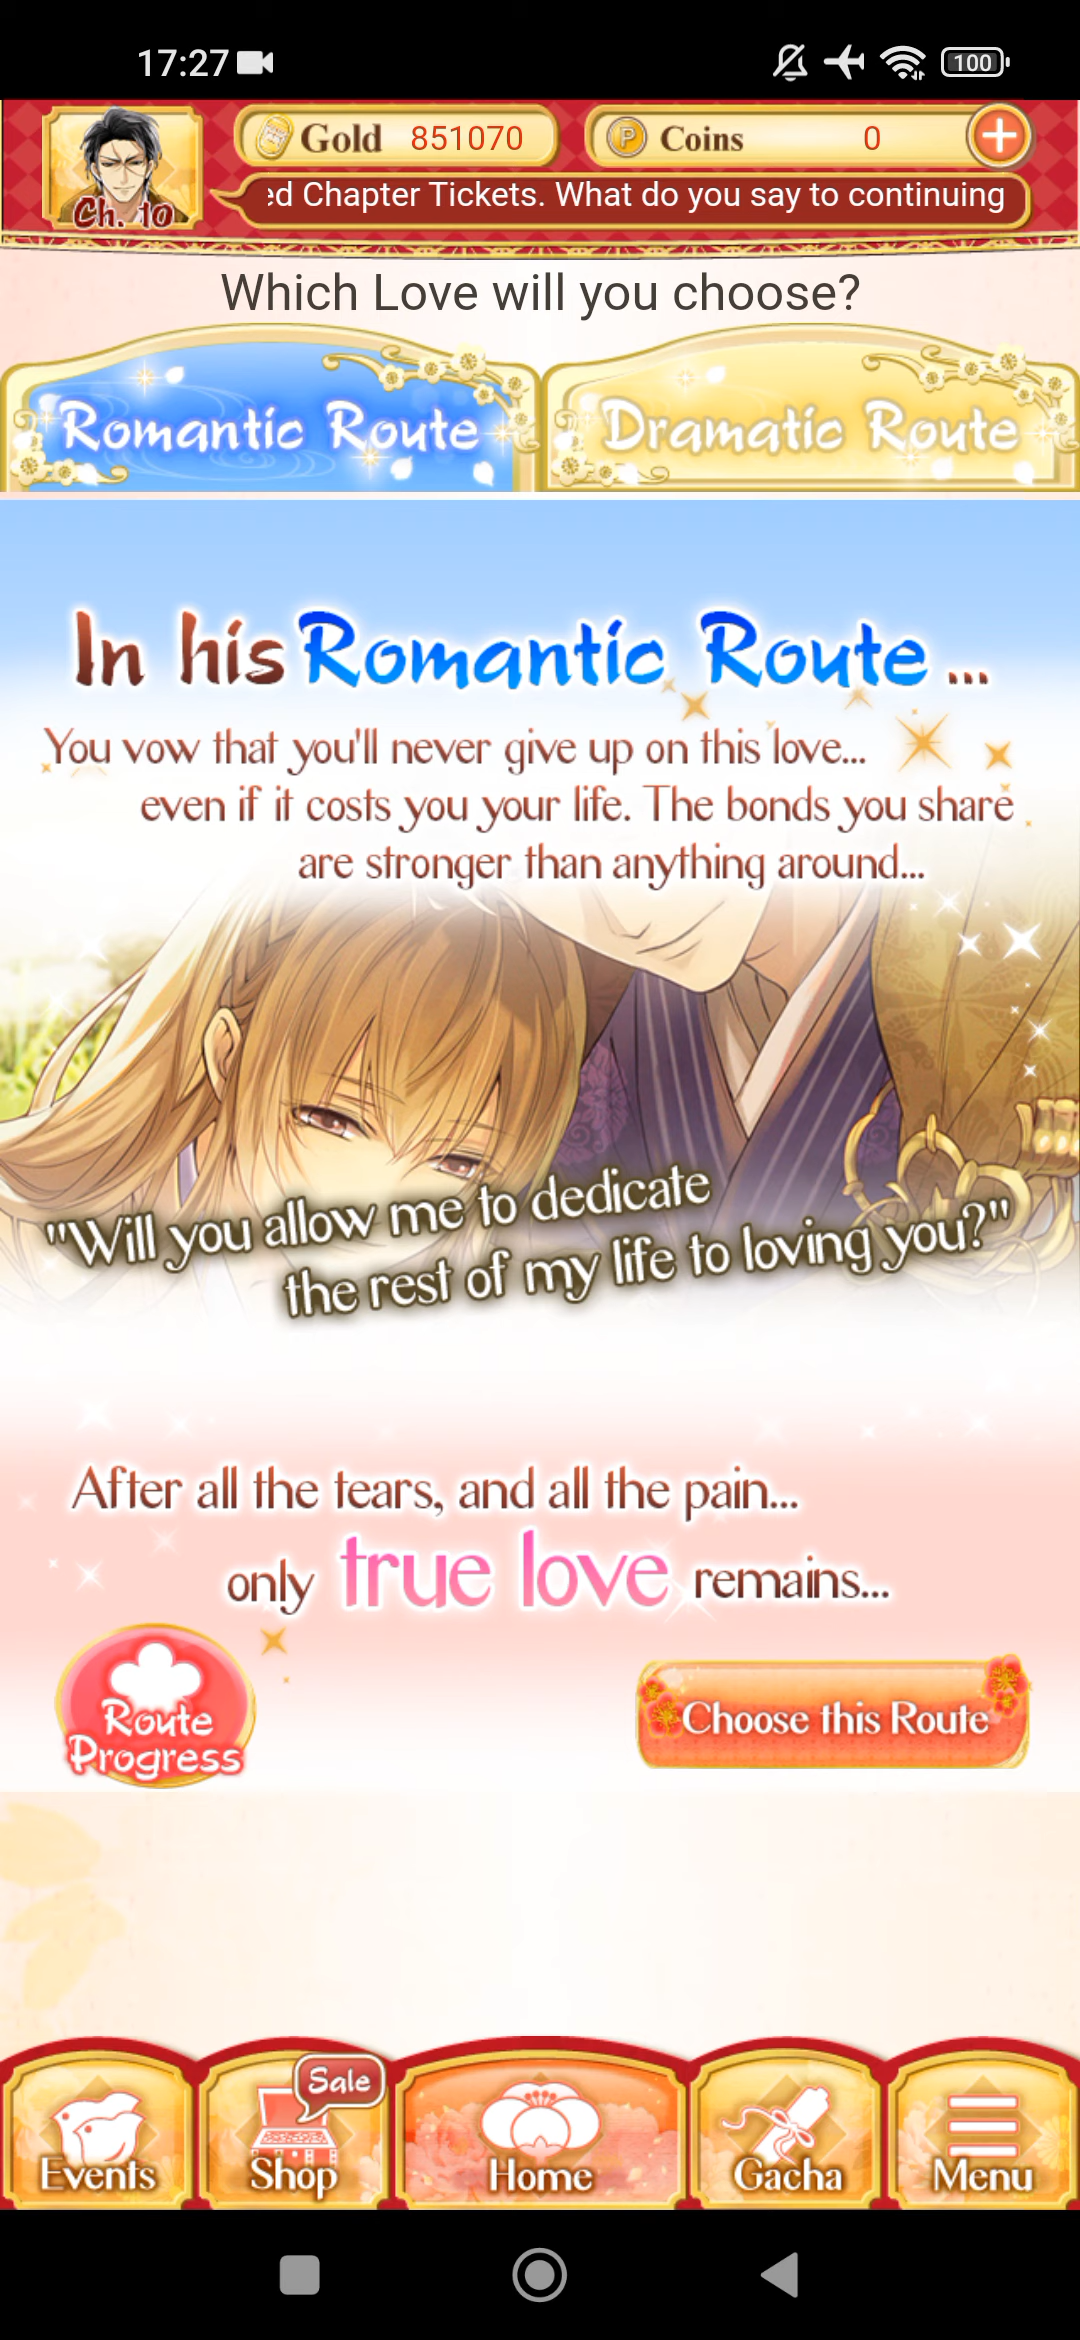 17:27
100
Gold 851070
Coins 0
Ch. 10
ed Chapter Tickets. What do you say to continuing
Which Love will you choose?
Romantic Route
Dramatic Route
In his Romantic Route...
You vow that you'll never give up on this love...
even if it costs you your life. The bonds you share
are stronger than anything around...
"Will you allow me to dedicate
the rest of my life to loving you?"
After all the tears, and all the pain...
only true love remains...
Route
Progress
Choose this Route
Sale
Events
Shop
Home
Gacha
Menu